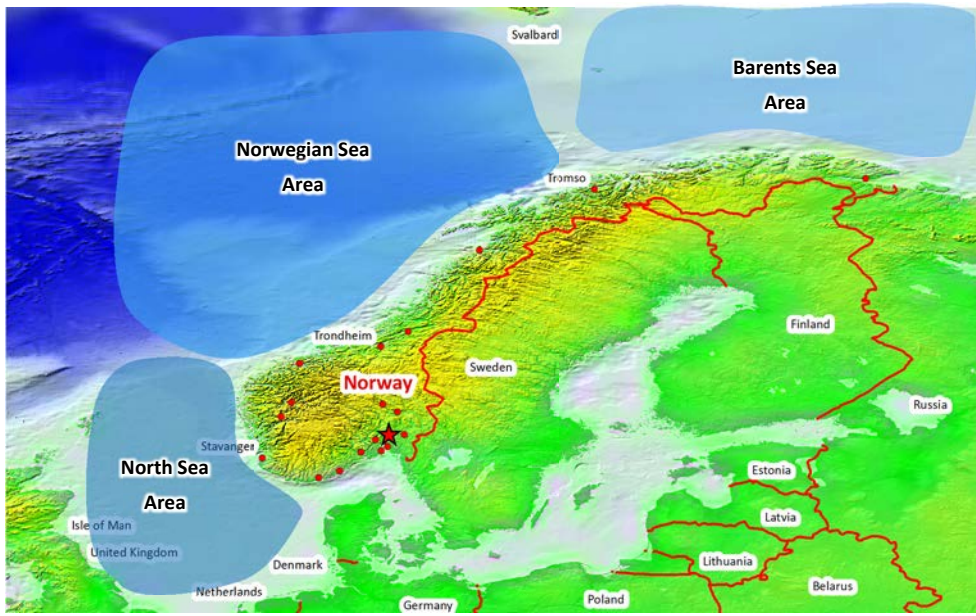 Svalbard
Barents Sea
Area
Norwegian Sea
Area
Tromso
Trondheim
Finland
Sweden
Norway
Russia
Stavanger
North Sea
Area
Estonia
Isle of Man
Latvia
United Kingdom
Denmark
Lithuania
Netherlands
Belarus
Germany
Poland